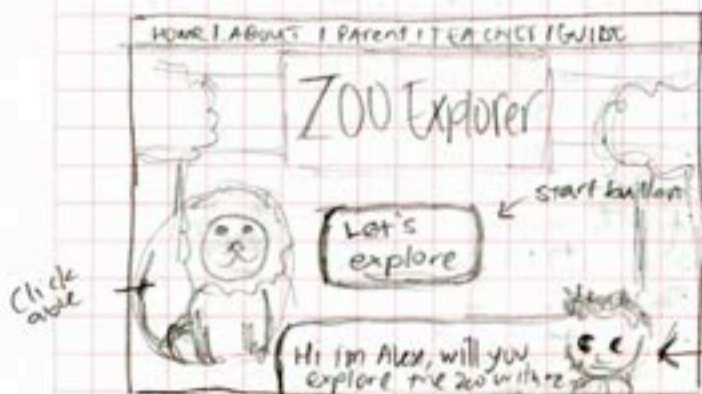 HOME | ABOUT | Parent | TEACHER | GUIDE
Zoo Explorer
start button
Let's
explore
Click
able
Hi im Alex, will you
explore the zoo with